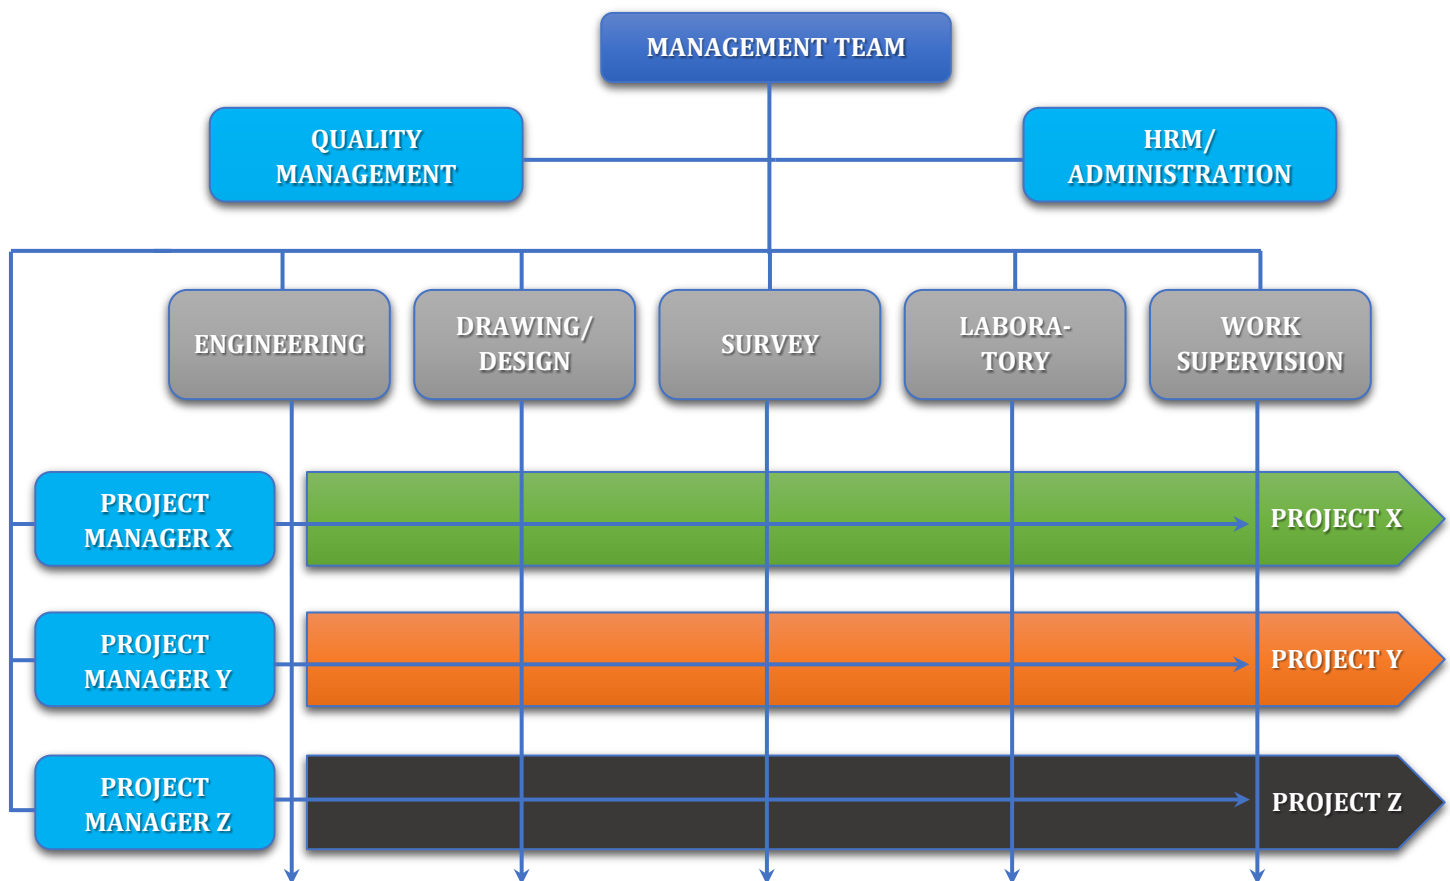 MANAGEMENT TEAM
QUALITY
MANAGEMENT
HRM/
ADMINISTRATION
ENGINEERING
DRAWING/
DESIGN
SURVEY
LABORA-
TORY
WORK
SUPERVISION
PROJECT
MANAGER X
PROJECT X
PROJECT
MANAGER Y
PROJECT Y
PROJECT
MANAGER Z
PROJECT Z